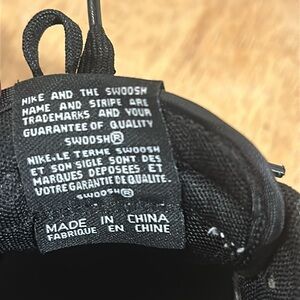 NIKE AND THE SWOOSH
NAME AND STRIPE ARE
TRADEMARKS AND YOUR
GUARANTEE OF QUALITY
SWOOSH®
NIKE, LE TERME SWOOSH
ET SON SIGLE SONT DES
MARQUES DEPOSÉES ET
VOTRE GARANTIE DE QUALITE.
SWOOSH®
MADE IN CHINA
FABRIQUE EN CHINE